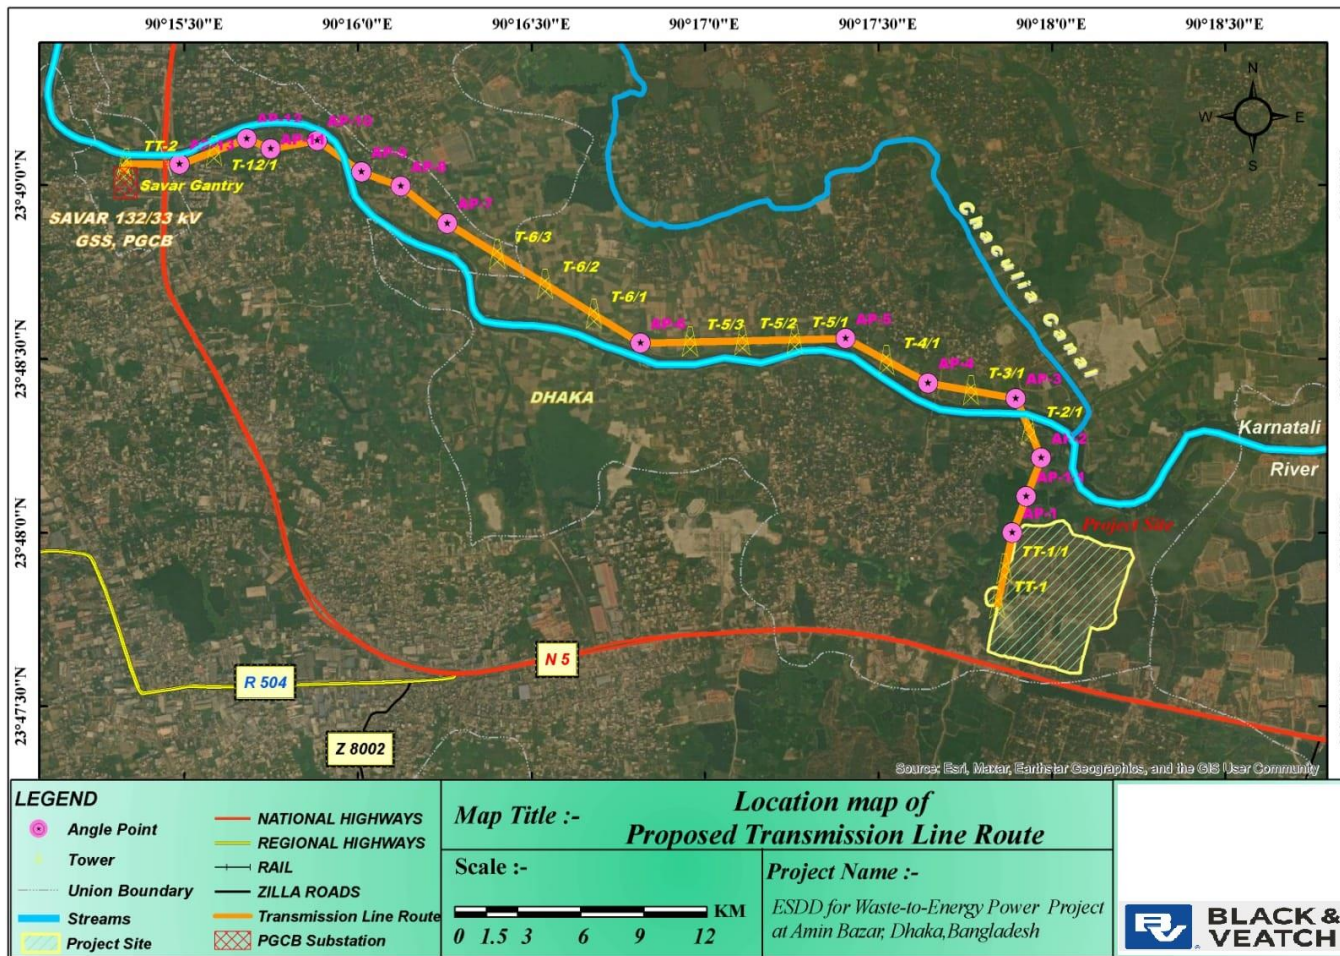 90°15'30"E 90°16'0"E 90°16'30"E 90°17'0"E 90°17'30"E 90°18'0"E 90°18'30"E
N
W E
S
23°49'0"N
23°48'30"N
23°48'0"N
23°47'30"N
TT-2
T-12/1
Savar Gantry
SAVAR 132/33 kV
GSS, PGCB
AP-7
T-6/3
T-6/2
T-6/1
AP-6
T-5/3
T-5/2
T-5/1
AP-5
T-4/1
AP-4
T-3/1
AP-3
T-2/1
AP-2
AP-1/1
AP-1
TT-1/1
TT-1
Chaculia Canal
Karnatali
River
Project Site
DHAKA
N 5
R 504
Z 8002
Source: Esri, Maxar, Earthstar Geographics, and the GIS User Community
LEGEND
Angle Point
Tower
Union Boundary
Streams
Project Site
NATIONAL HIGHWAYS
REGIONAL HIGHWAYS
RAIL
ZILLA ROADS
Transmission Line Route
PGCB Substation
Map Title :-
Location map of
Proposed Transmission Line Route
Scale :-
KM
0 1.5 3 6 9 12
Project Name :-
ESDD for Waste-to-Energy Power Project
at Amin Bazar, Dhaka,Bangladesh
BLACK &
VEATCH